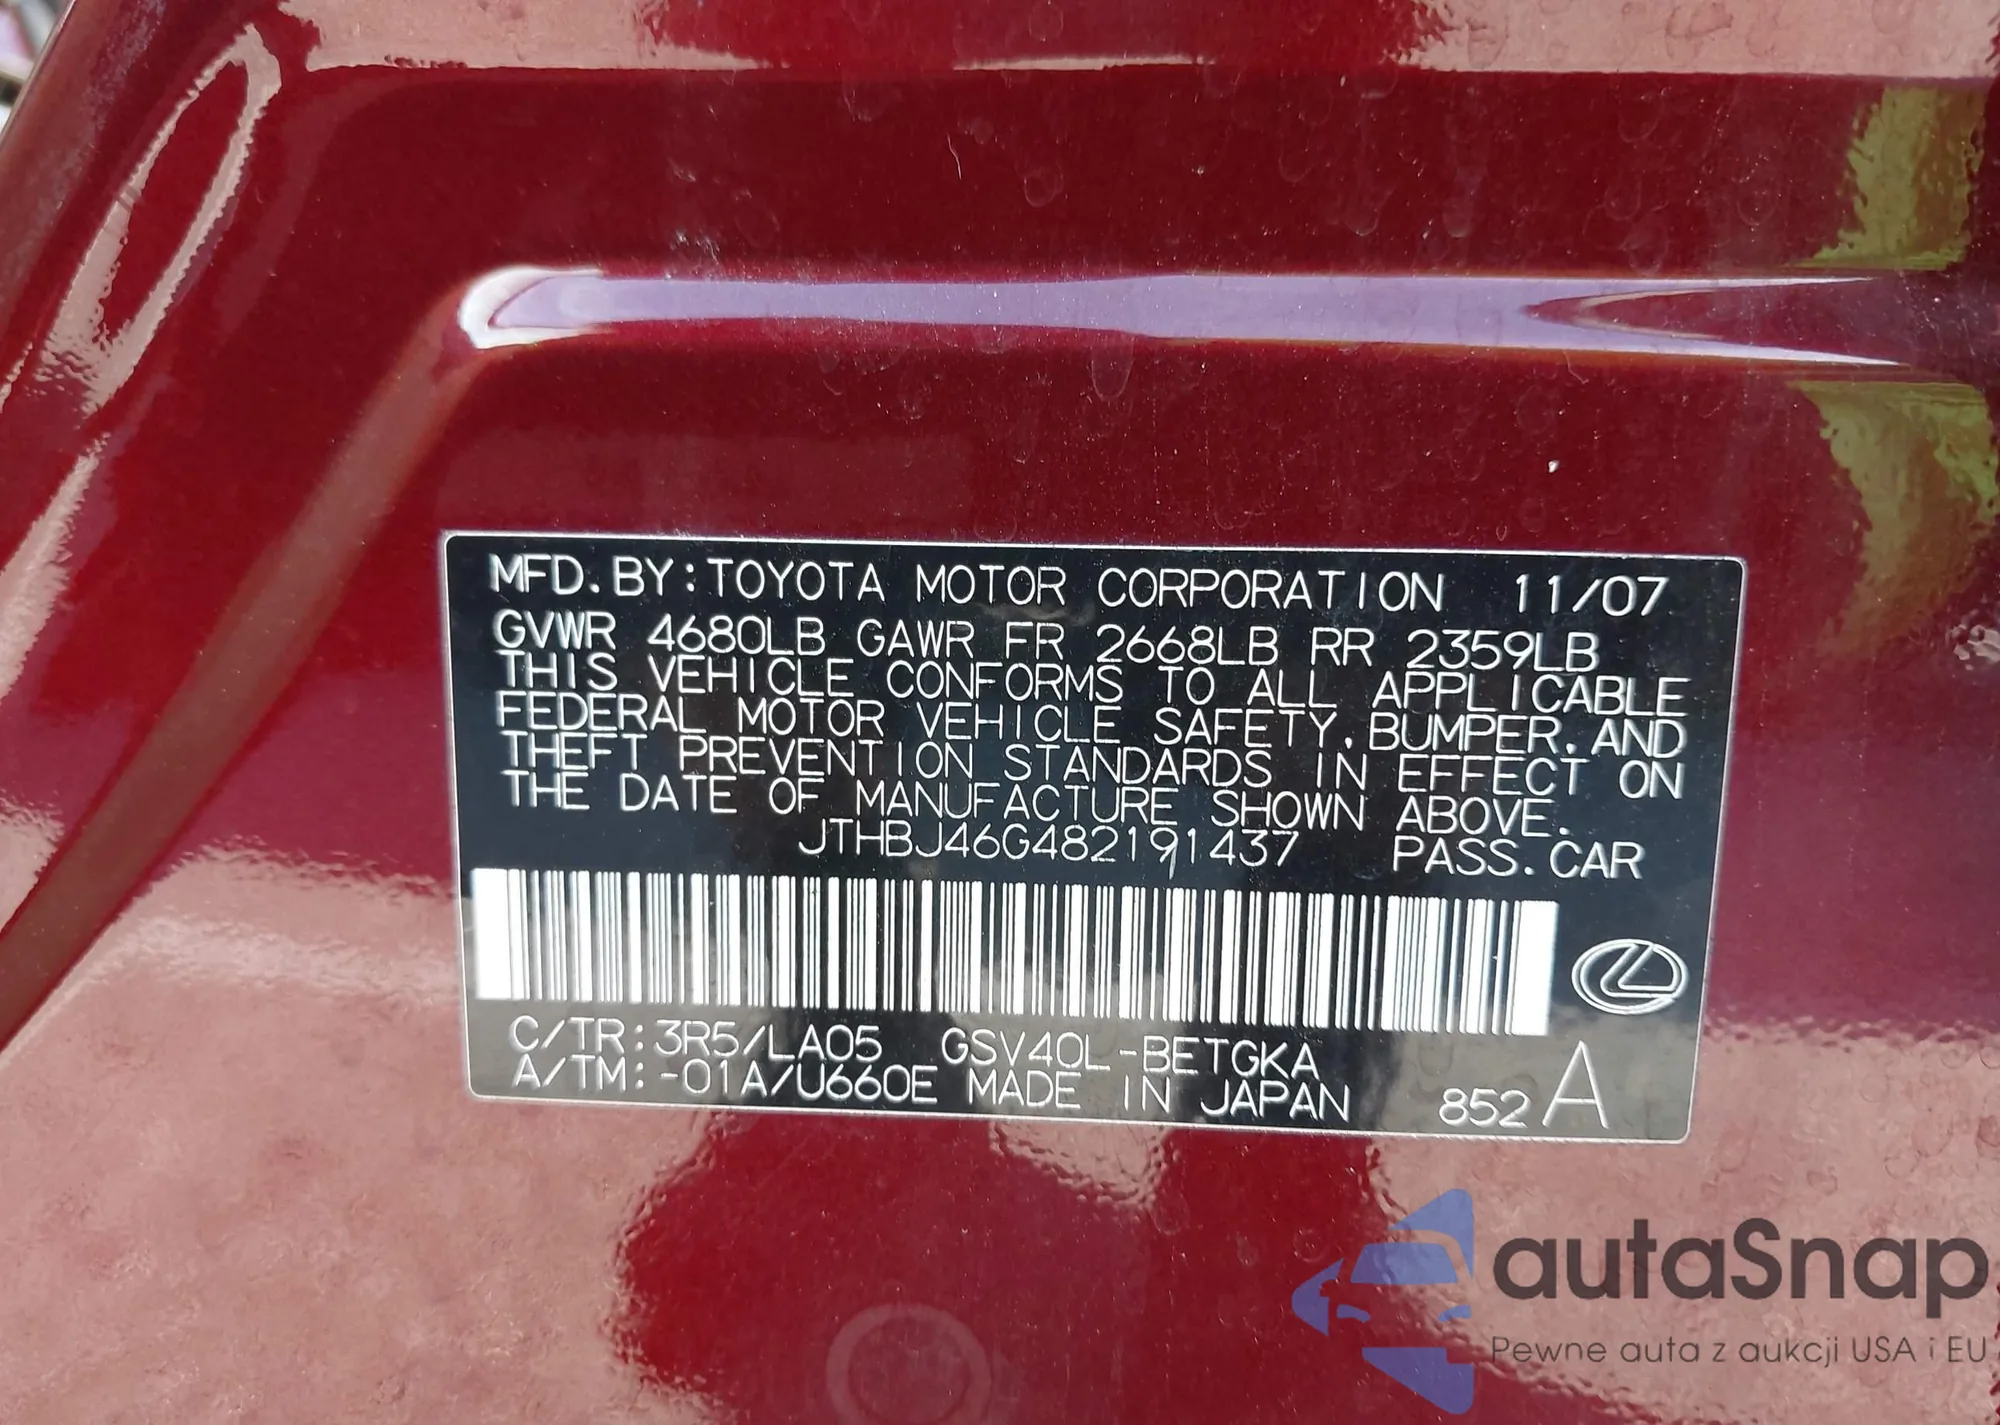 MFD.BY:TOYOTA MOTOR CORPORATION 11/07
GVWR 4680LB GAWR FR 2668LB RR 2359LB
THIS VEHICLE CONFORMS TO ALL APPLICABLE
FEDERAL MOTOR VEHICLE SAFETY,BUMPER,AND
THEFT PREVENTION STANDARDS IN EFFECT ON
THE DATE OF MANUFACTURE SHOWN ABOVE.
JTHBJ46G482191437 PASS.CAR
C/TR:3R5/LA05 GSV40L-BETGKA
A/TM:-01A/U660E MADE IN JAPAN 852 A
autaSnap
Pewne auta z aukcji USA i EU